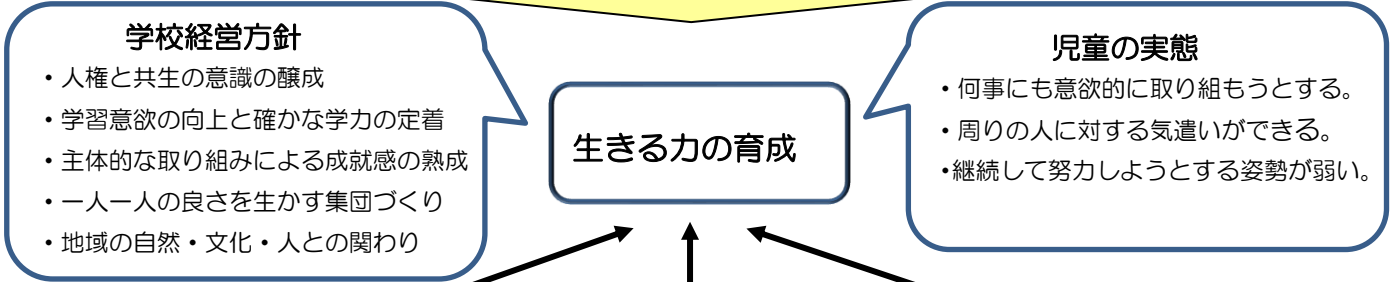 学校経営方針
・人権と共生の意識の醸成
・学習意欲の向上と確かな学力の定着
・主体的な取り組みによる成就感の熟成
・一人一人の良さを生かす集団づくり
・地域の自然・文化・人との関わり
生きる力の育成
児童の実態
・何事にも意欲的に取り組もうとする。
・周りの人に対する気遣いができる。
・継続して努力しようとする姿勢が弱い。